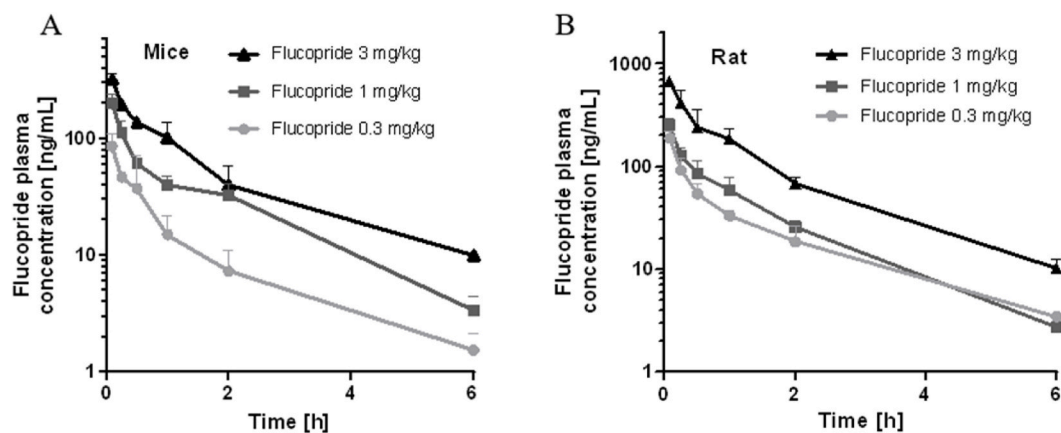 A
Mice
Flucopride 3 mg/kg
Flucopride 1 mg/kg
Flucopride 0.3 mg/kg
Flucopride plasma
concentration [ng/mL]
100
10
1
0 2 4 6
Time [h]
B
Rat
Flucopride 3 mg/kg
Flucopride 1 mg/kg
Flucopride 0.3 mg/kg
Flucopride plasma
concentration [ng/mL]
1000
100
10
1
0 2 4 6
Time [h]